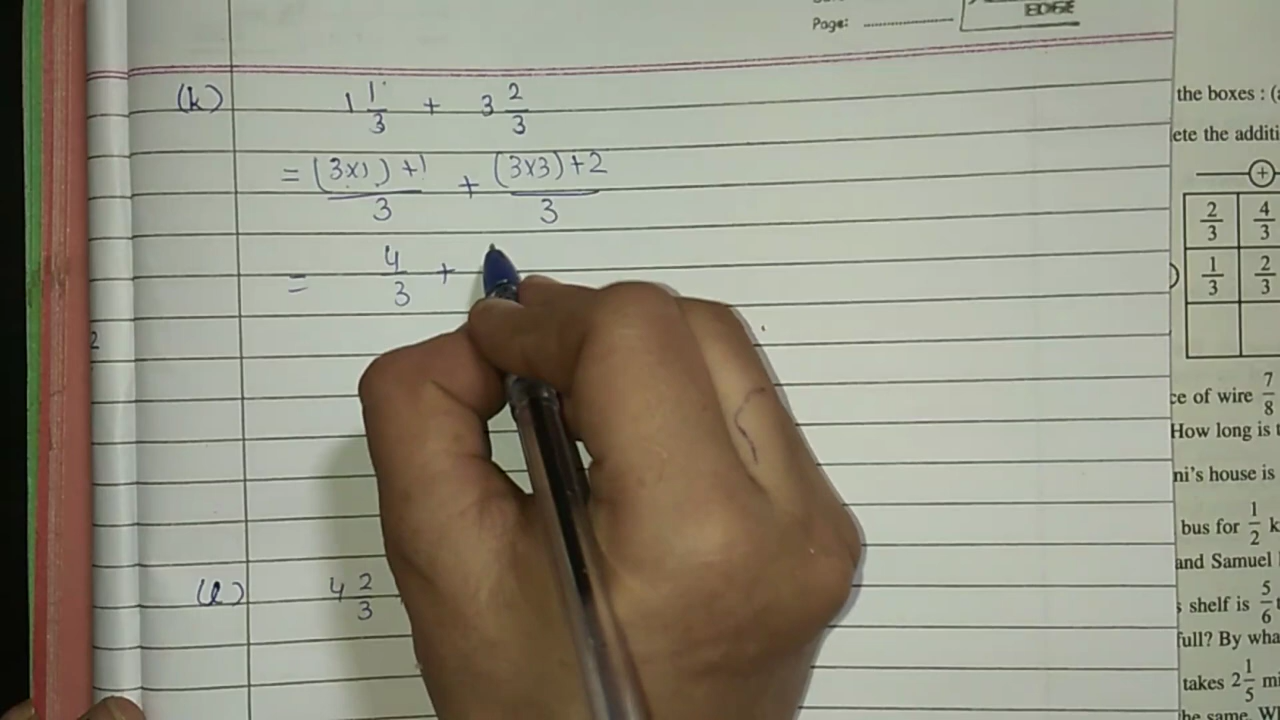 Page: ....................
EDGE
(k) 1 1/3 + 3 2/3
= (3×1) + 1 / 3 + (3×3) + 2 / 3
= 4/3 +
2
(l) 4 2/3
the boxes : (
ete the additi
+
2/3 4/3
1/3 2/3
ce of wire 7/8
How long is t
ni's house is
bus for 1/2 k
and Samuel
shelf is 5/6 t
full? By wha
takes 2 1/5 mi
he same. W